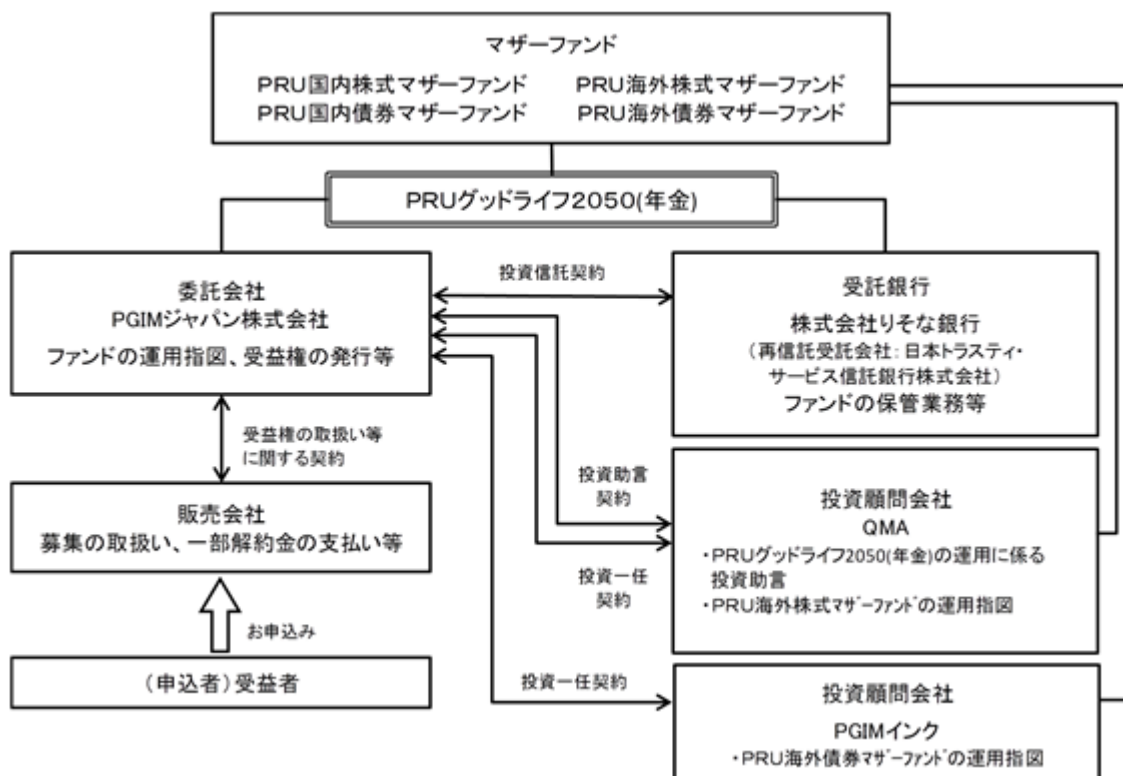 マザーファンド
PRU国内株式マザーファンド PRU海外株式マザーファンド
PRU国内債券マザーファンド PRU海外債券マザーファンド
PRUグッドライフ2050(年金)
委託会社
PGIMジャパン株式会社
ファンドの運用指図、受益権の発行等
投資信託契約
受託銀行
株式会社りそな銀行
(再信託受託会社:日本トラスティ・
サービス信託銀行株式会社)
ファンドの保管業務等
受益権の取扱い等
に関する契約
販売会社
募集の取扱い、一部解約金の支払い等
お申込み
(申込者)受益者
投資助言
契約
投資一任
契約
投資顧問会社
QMA
・PRUグッドライフ2050(年金)の運用に係る
投資助言
・PRU海外株式マザーファンドの運用指図
投資一任契約
投資顧問会社
PGIMインク
・PRU海外債券マザーファンドの運用指図